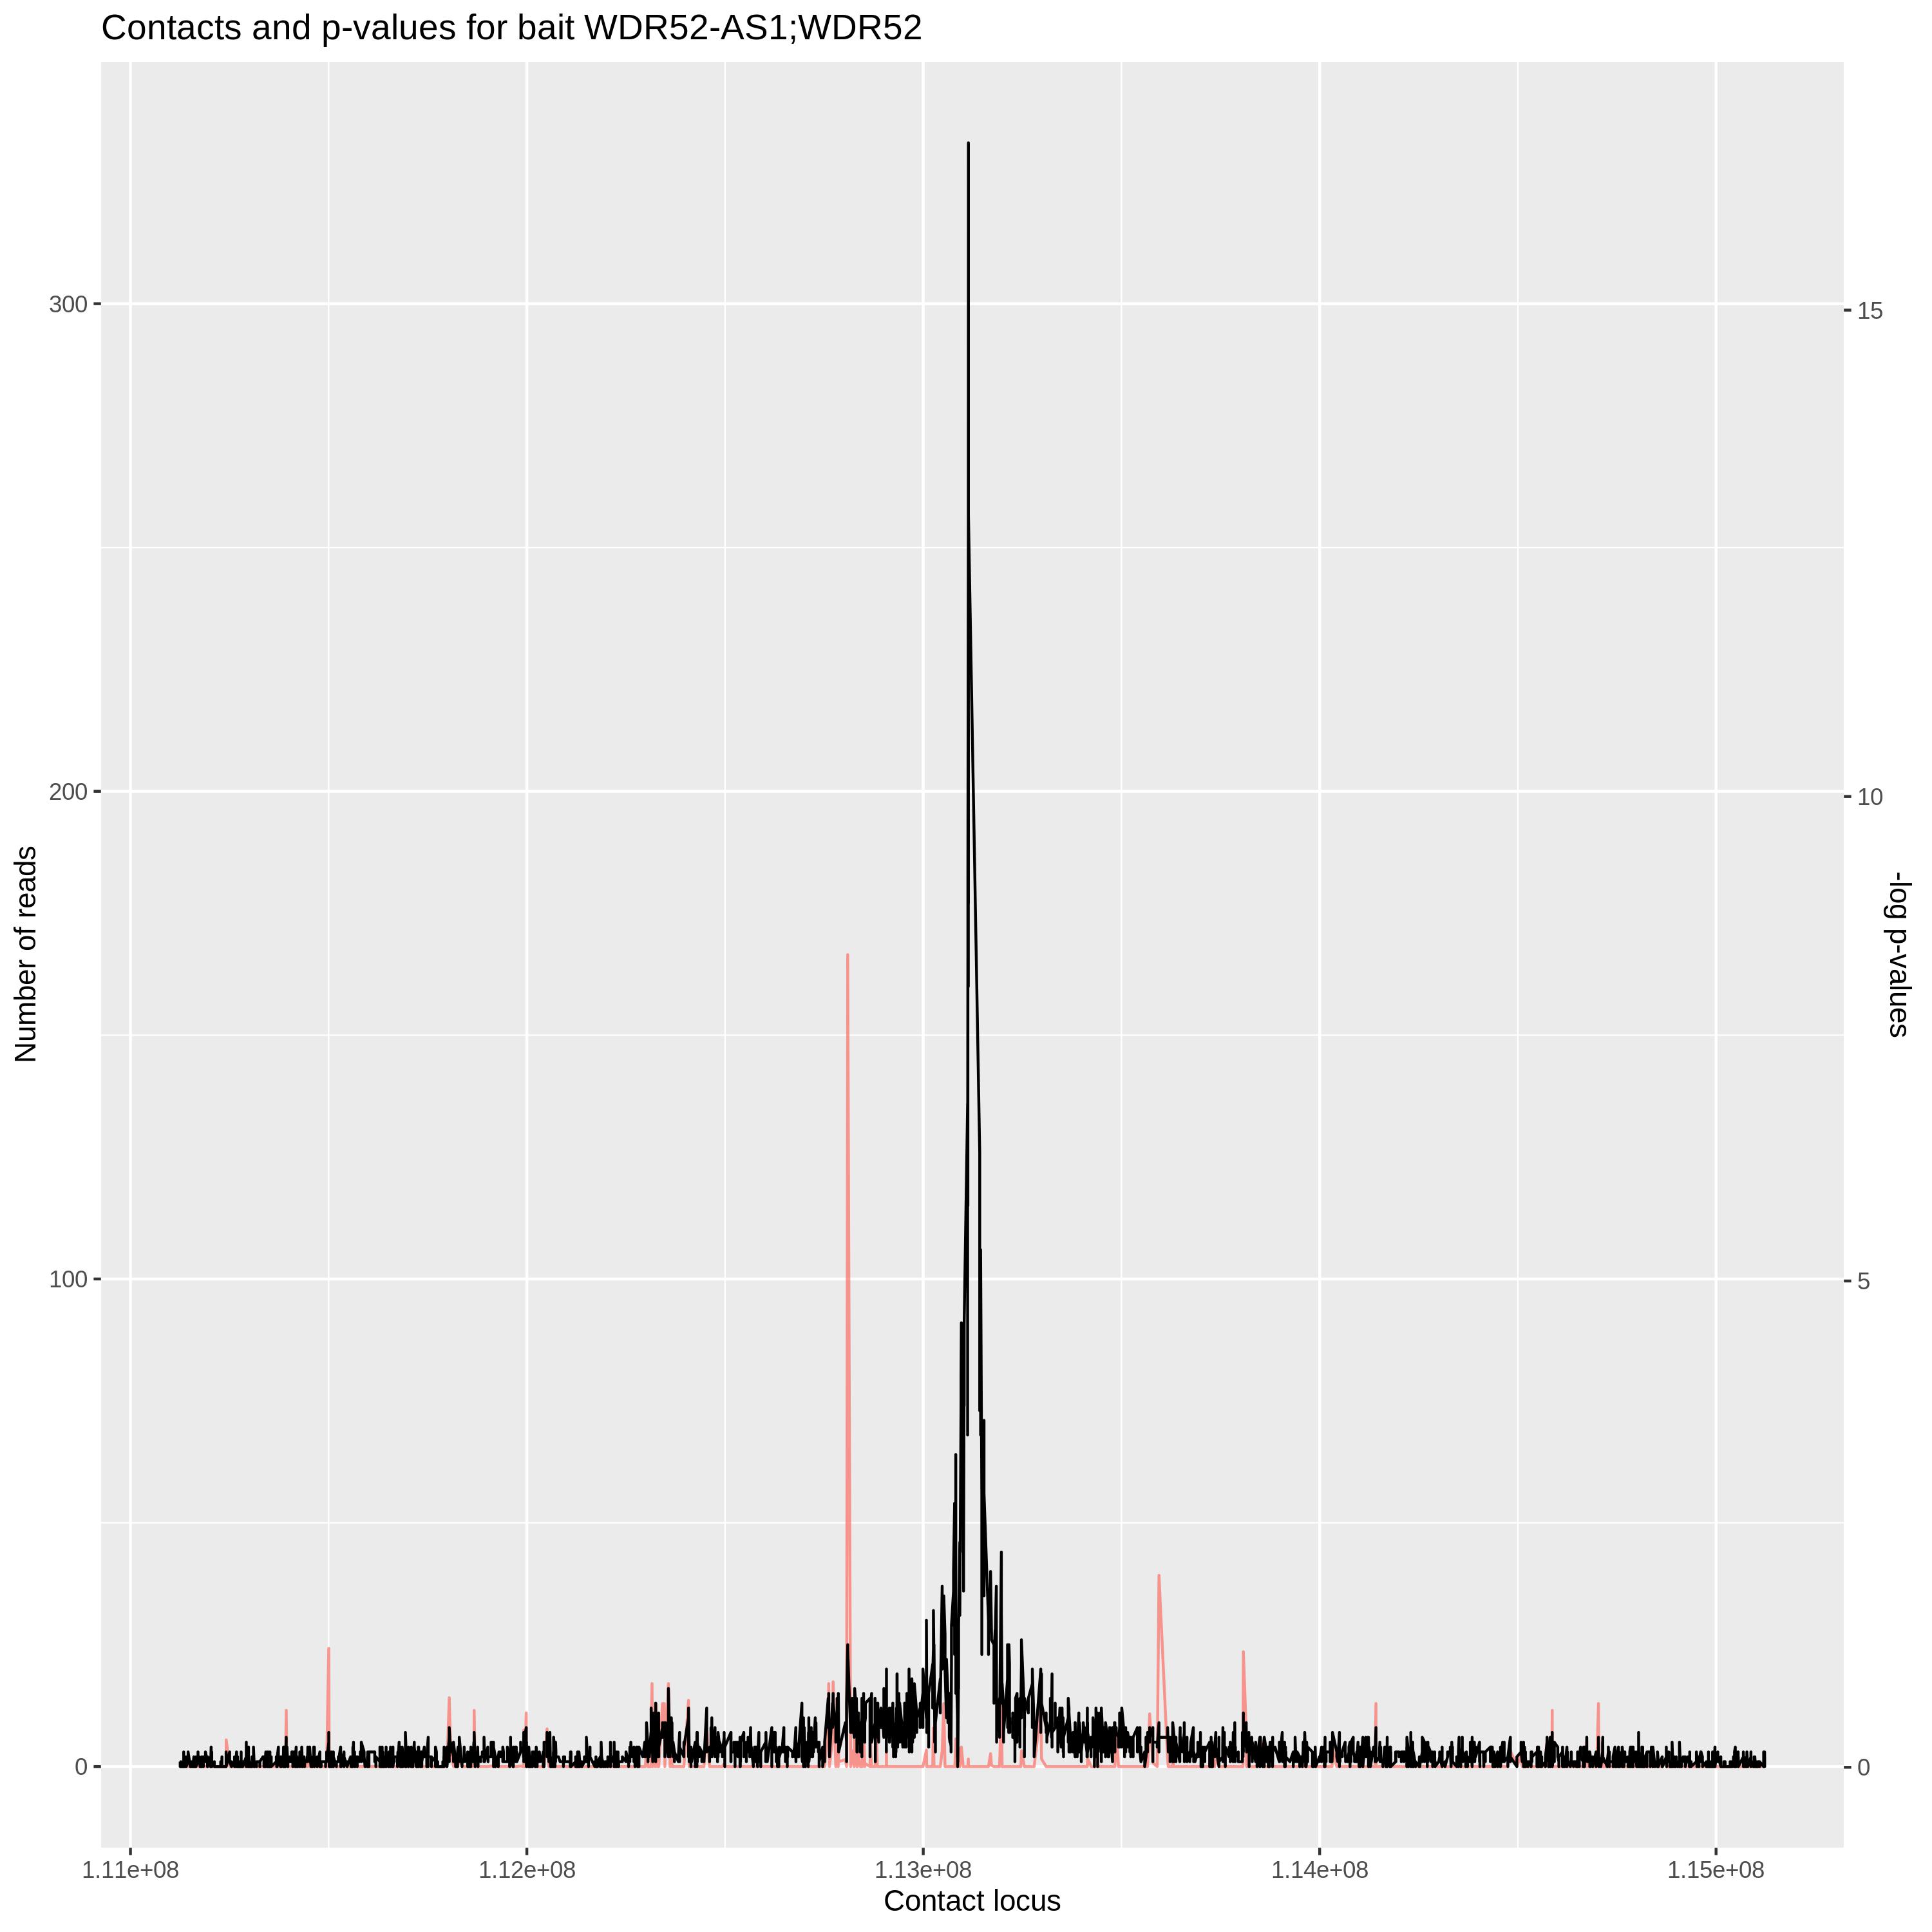 Contacts and p-values for bait WDR52-AS1;WDR52
300
200
100
0
Number of reads
15
10
5
0
-log p-values
1.11e+08
1.12e+08
1.13e+08
1.14e+08
1.15e+08
Contact locus